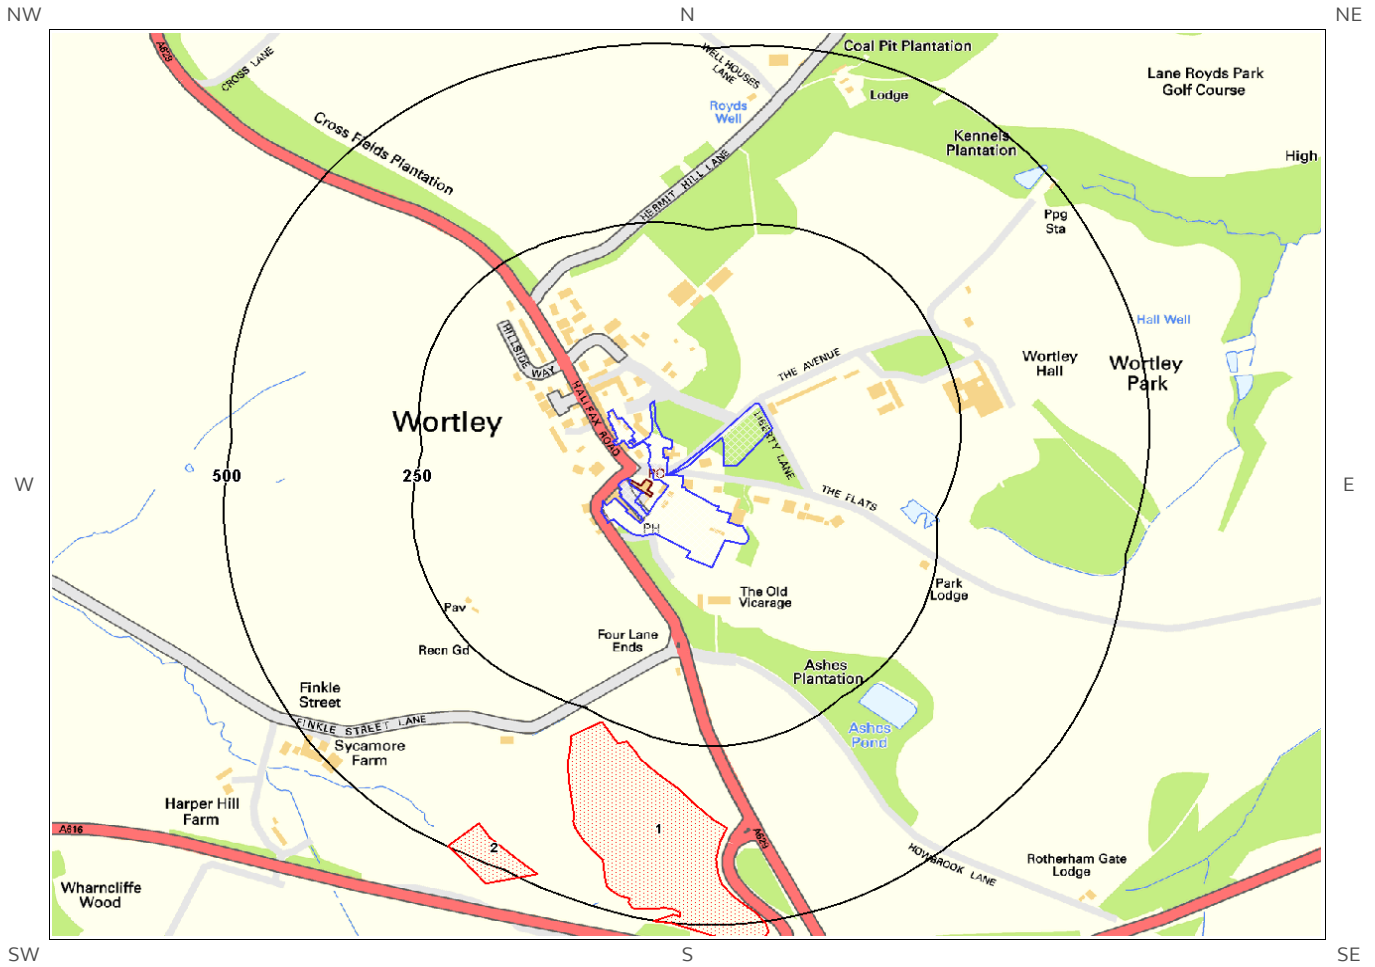 NW
N
NE
A629
CROSS LANE
WELL HOUSES
LANE
Coal Pit Plantation
Lane Royds Park
Golf Course
Lodge
Royds
Well
Cross Fields Plantation
Kennels
Plantation
High
HERMIT HILL LANE
Ppg
Sta
Hall Well
HILLSIDE WAY
THE AVENUE
Wortley
Hall
Wortley
Park
HALIFAX ROAD
Wortley
LIBERTY LANE
500
250
PO
W
E
THE FLATS
PH
Park
Lodge
The Old
Vicarage
Pav
Four Lane
Ends
Recn Gd
Ashes
Plantation
Finkle
Street
FINKLE STREET LANE
Ashes
Pond
Sycamore
Farm
Harper Hill
Farm
A616
1
A629
2
HOWBROOK LANE
Rotherham Gate
Lodge
Wharncliffe
Wood
SW
S
SE